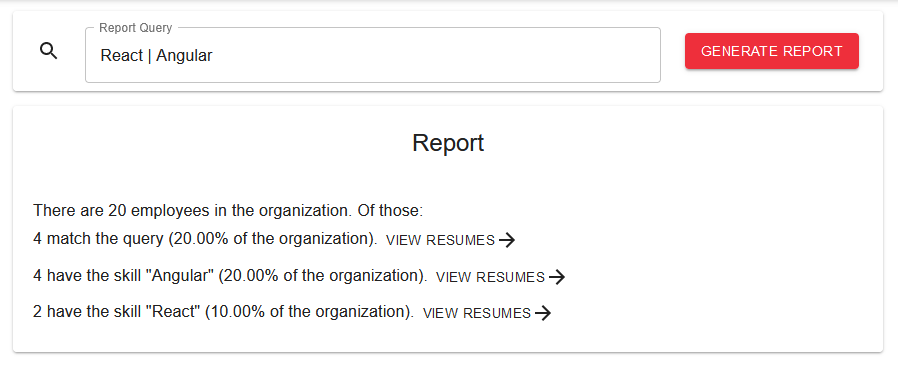 Report Query
React | Angular
GENERATE REPORT
Report
There are 20 employees in the organization. Of those:
4 match the query (20.00% of the organization). VIEW RESUMES
4 have the skill "Angular" (20.00% of the organization). VIEW RESUMES
2 have the skill "React" (10.00% of the organization). VIEW RESUMES